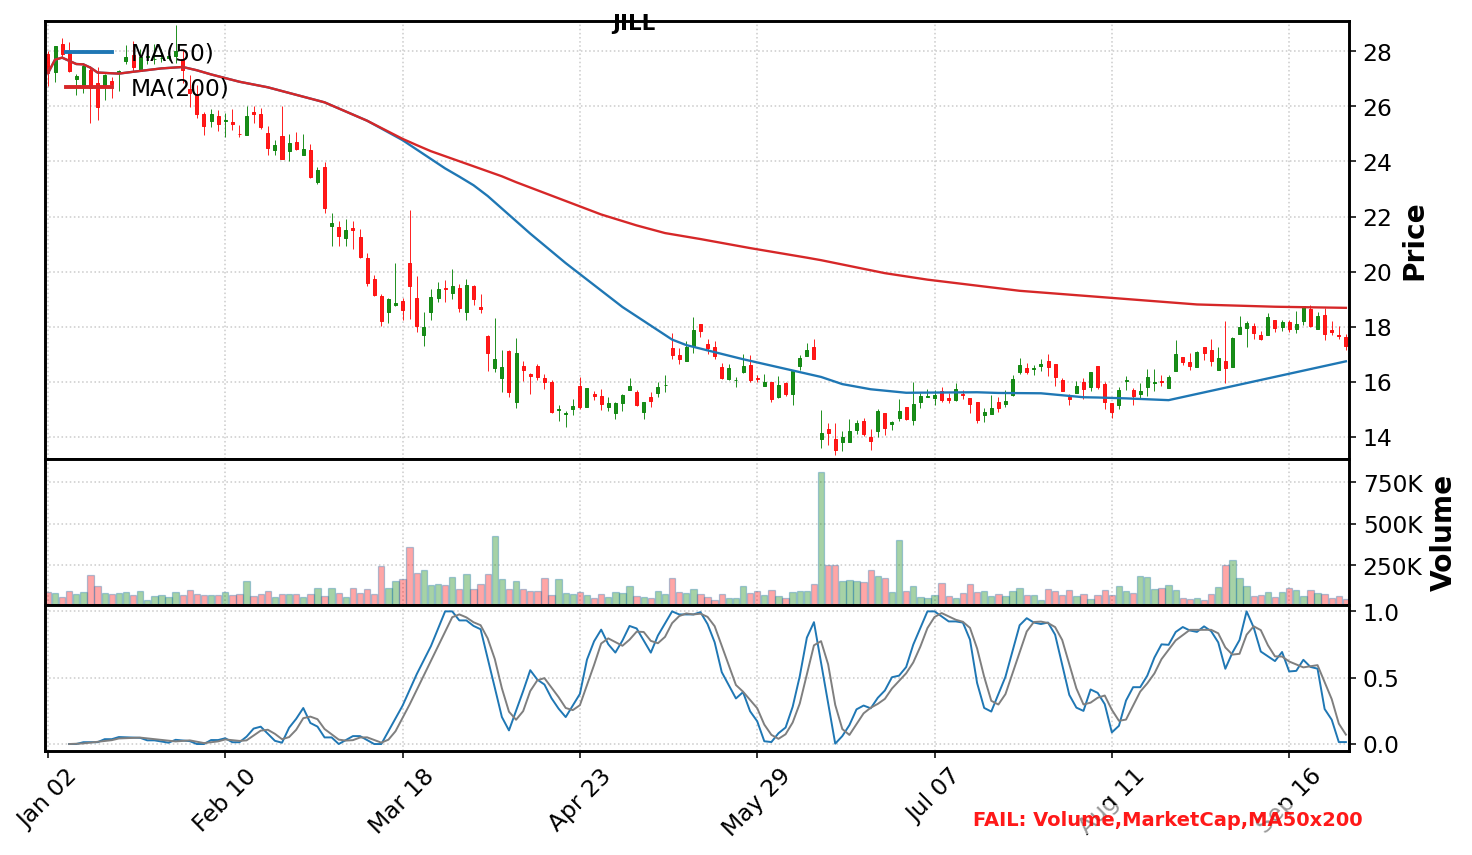 JILL
MA(50)
MA(200)
28
26
24
22
20
18
16
14
Price
750K
500K
250K
Volume
1.0
0.5
0.0
Jan 02
Feb 10
Mar 18
Apr 23
May 29
Jul 07
Aug 11
Sep 16
FAIL: Volume,MarketCap,MA50x200